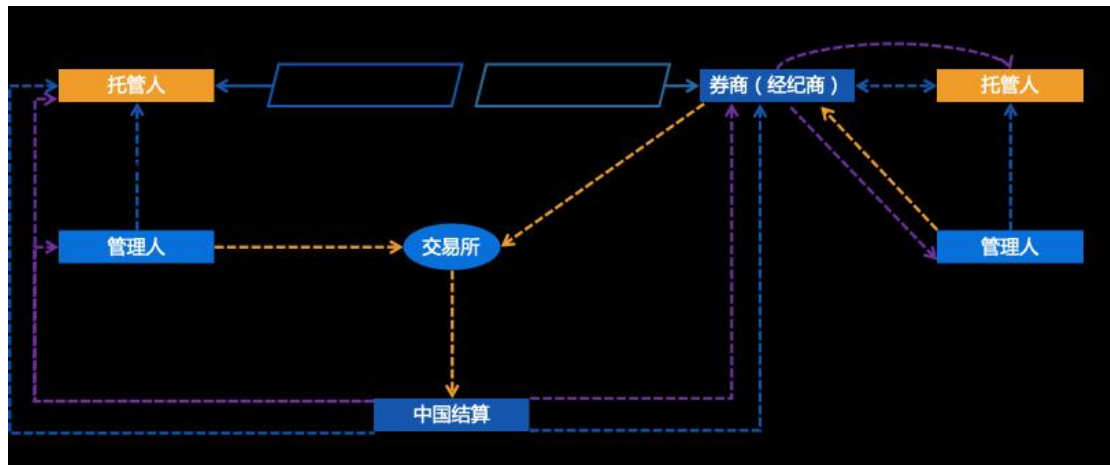 托管人
券商（经纪商）
托管人
管理人
交易所
管理人
中国结算